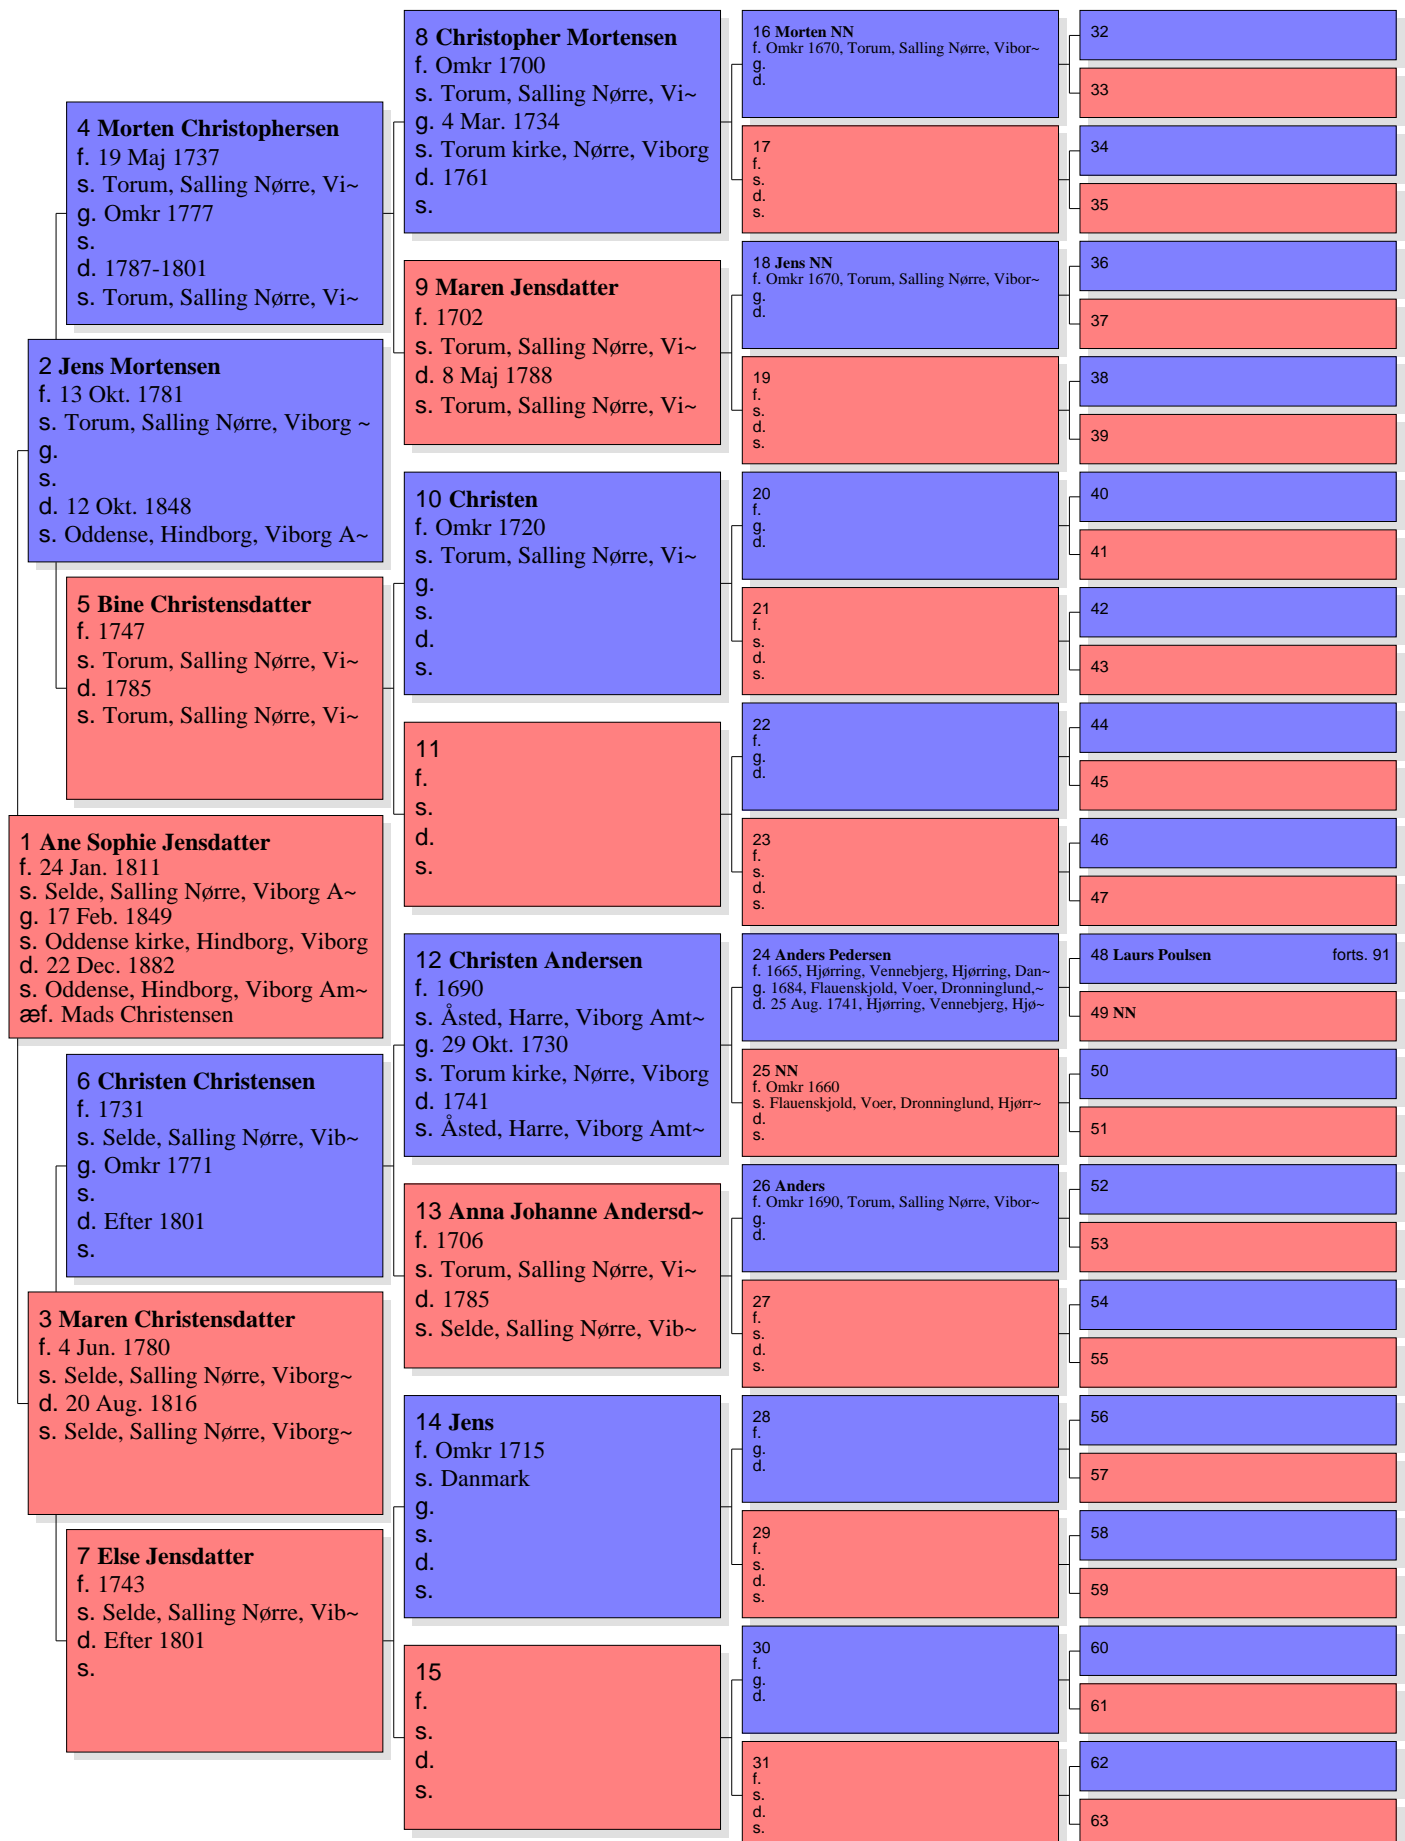 1 Ane Sophie Jensdatter
f. 24 Jan. 1811
s. Selde, Salling Nørre, Viborg A~
g. 17 Feb. 1849
s. Oddense kirke, Hindborg, Viborg
d. 22 Dec. 1882
s. Oddense, Hindborg, Viborg Am~
æf. Mads Christensen
2 Jens Mortensen
f. 13 Okt. 1781
s. Torum, Salling Nørre, Viborg ~
g.
s.
d. 12 Okt. 1848
s. Oddense, Hindborg, Viborg A~
3 Maren Christensdatter
f. 4 Jun. 1780
s. Selde, Salling Nørre, Viborg~
d. 20 Aug. 1816
s. Selde, Salling Nørre, Viborg~
4 Morten Christophersen
f. 19 Maj 1737
s. Torum, Salling Nørre, Vi~
g. Omkr 1777
s.
d. 1787-1801
s. Torum, Salling Nørre, Vi~
5 Bine Christensdatter
f. 1747
s. Torum, Salling Nørre, Vi~
d. 1785
s. Torum, Salling Nørre, Vi~
6 Christen Christensen
f. 1731
s. Selde, Salling Nørre, Vib~
g. Omkr 1771
s.
d. Efter 1801
s.
7 Else Jensdatter
f. 1743
s. Selde, Salling Nørre, Vib~
d. Efter 1801
s.
8 Christopher Mortensen
f. Omkr 1700
s. Torum, Salling Nørre, Vi~
g. 4 Mar. 1734
s. Torum kirke, Nørre, Viborg
d. 1761
s.
9 Maren Jensdatter
f. 1702
s. Torum, Salling Nørre, Vi~
d. 8 Maj 1788
s. Torum, Salling Nørre, Vi~
10 Christen
f. Omkr 1720
s. Torum, Salling Nørre, Vi~
g.
s.
d.
s.
11
f.
s.
d.
s.
12 Christen Andersen
f. 1690
s. Åsted, Harre, Viborg Amt~
g. 29 Okt. 1730
s. Torum kirke, Nørre, Viborg
d. 1741
s. Åsted, Harre, Viborg Amt~
13 Anna Johanne Andersd~
f. 1706
s. Torum, Salling Nørre, Vi~
d. 1785
s. Selde, Salling Nørre, Vib~
14 Jens
f. Omkr 1715
s. Danmark
g.
s.
d.
s.
15
f.
s.
d.
s.
16 Morten NN
f. Omkr 1670, Torum, Salling Nørre, Vibor~
g.
d.
17
f.
s.
d.
s.
18 Jens NN
f. Omkr 1670, Torum, Salling Nørre, Vibor~
g.
d.
19
f.
s.
d.
s.
20
f.
g.
d.
21
f.
s.
d.
s.
22
f.
g.
d.
23
f.
s.
d.
s.
24 Anders Pedersen
f. 1665, Hjørring, Vennebjerg, Hjørring, Dan~
g. 1684, Flauenskjold, Voer, Dronninglund,~
d. 25 Aug. 1741, Hjørring, Vennebjerg, Hjø~
25 NN
f. Omkr 1660
s. Flauenskjold, Voer, Dronninglund, Hjørr~
d.
s.
26 Anders
f. Omkr 1690, Torum, Salling Nørre, Vibor~
g.
d.
27
f.
s.
d.
s.
28
f.
g.
d.
29
f.
s.
d.
s.
30
f.
g.
d.
31
f.
s.
d.
s.
32
33
34
35
36
37
38
39
40
41
42
43
44
45
46
47
48 Laurs Poulsen forts. 91
49 NN
50
51
52
53
54
55
56
57
58
59
60
61
62
63